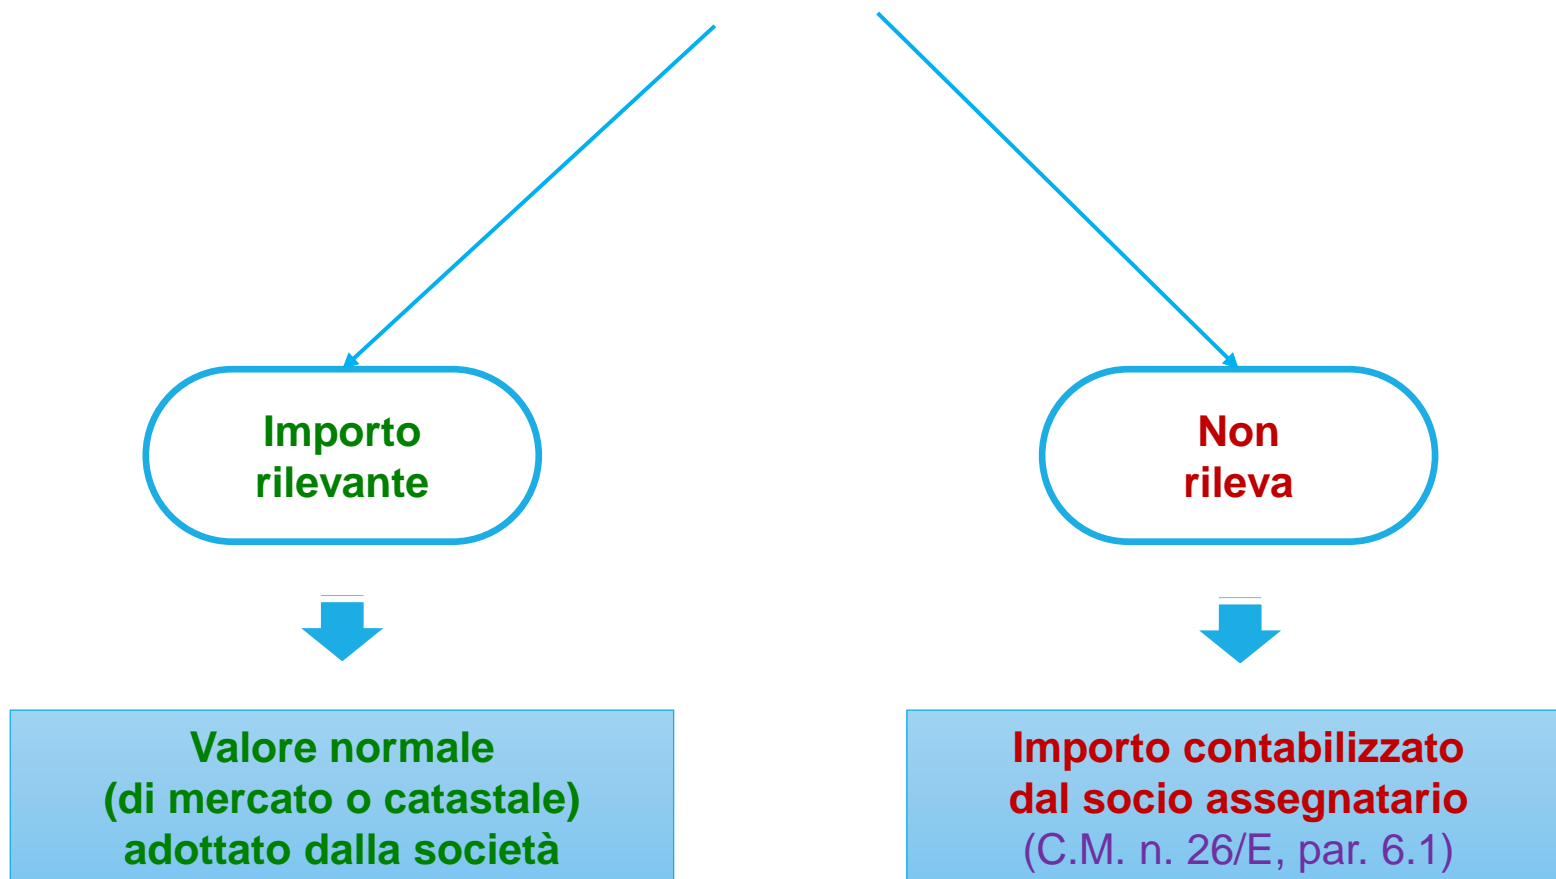 Importo
rilevante
Non
rileva
Valore normale
(di mercato o catastale)
adottato dalla società
Importo contabilizzato
dal socio assegnatario
(C.M. n. 26/E, par. 6.1)